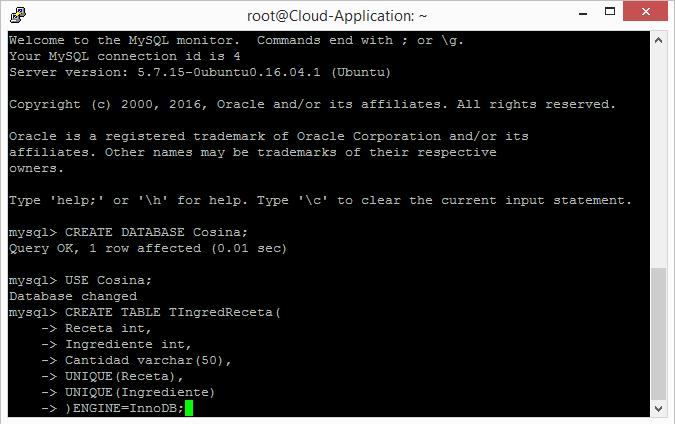 root@Cloud-Application: ~
Welcome to the MySQL monitor.  Commands end with ; or \g.
Your MySQL connection id is 4
Server version: 5.7.15-0ubuntu0.16.04.1 (Ubuntu)
Copyright (c) 2000, 2016, Oracle and/or its affiliates. All rights reserved.
Oracle is a registered trademark of Oracle Corporation and/or its
affiliates. Other names may be trademarks of their respective
owners.
Type 'help;' or '\h' for help. Type '\c' to clear the current input statement.
mysql> CREATE DATABASE Cosina;
Query OK, 1 row affected (0.01 sec)
mysql> USE Cosina;
Database changed
mysql> CREATE TABLE TIngredReceta(
    -> Receta int,
    -> Ingrediente int,
    -> Cantidad varchar(50),
    -> UNIQUE(Receta),
    -> UNIQUE(Ingrediente)
    -> )ENGINE=InnoDB;